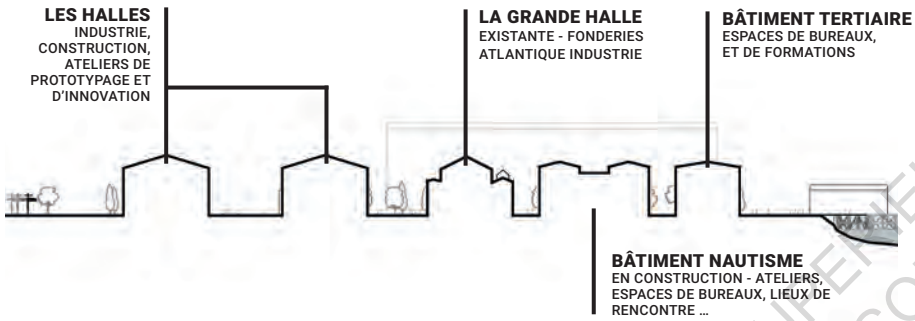 LES HALLES
INDUSTRIE,
CONSTRUCTION,
ATELIERS DE
PROTOTYPAGE ET
D'INNOVATION
LA GRANDE HALLE
EXISTANTE - FONDERIES
ATLANTIQUE INDUSTRIE
BÂTIMENT TERTIAIRE
ESPACES DE BUREAUX,
ET DE FORMATIONS
BÂTIMENT NAUTISME
EN CONSTRUCTION - ATELIERS,
ESPACES DE BUREAUX, LIEUX DE
RENCONTRE ...